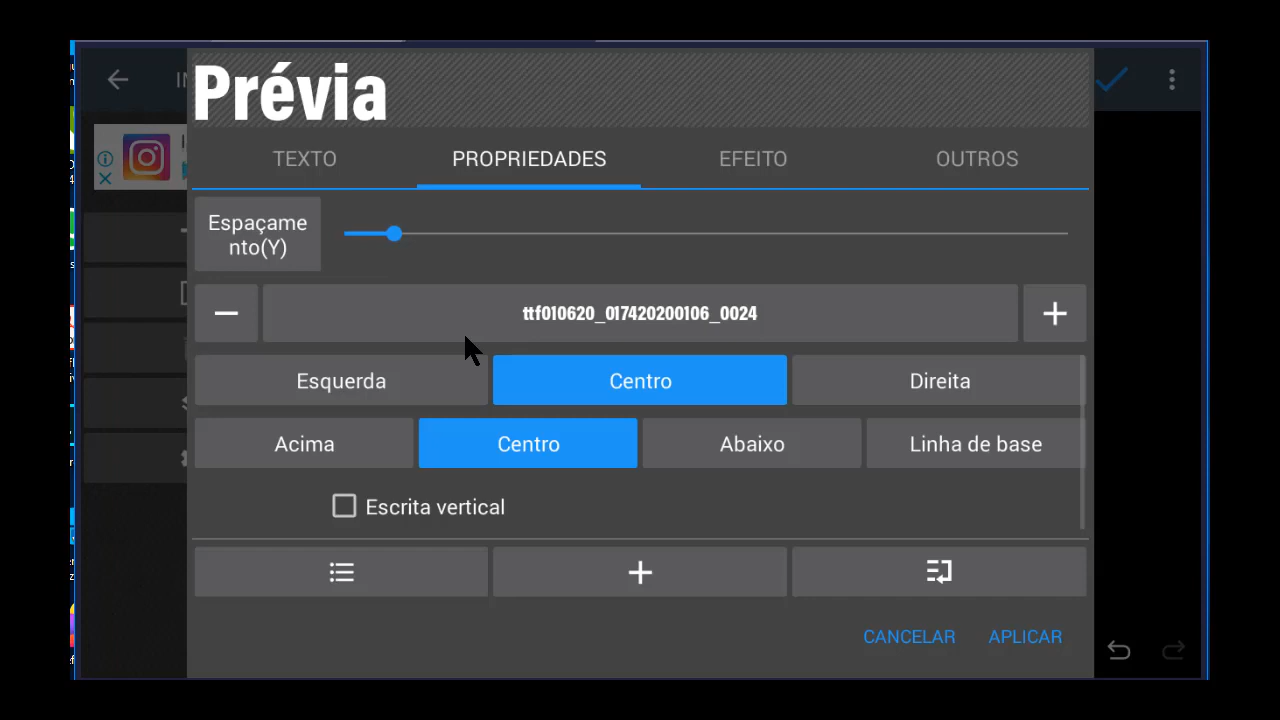 Prévia
TEXTO PROPRIEDADES EFEITO OUTROS
Espaçame
nto(Y)
ttf010620_017420200106_0024
Esquerda Centro Direita
Acima Centro Abaixo Linha de base
Escrita vertical
CANCELAR APLICAR